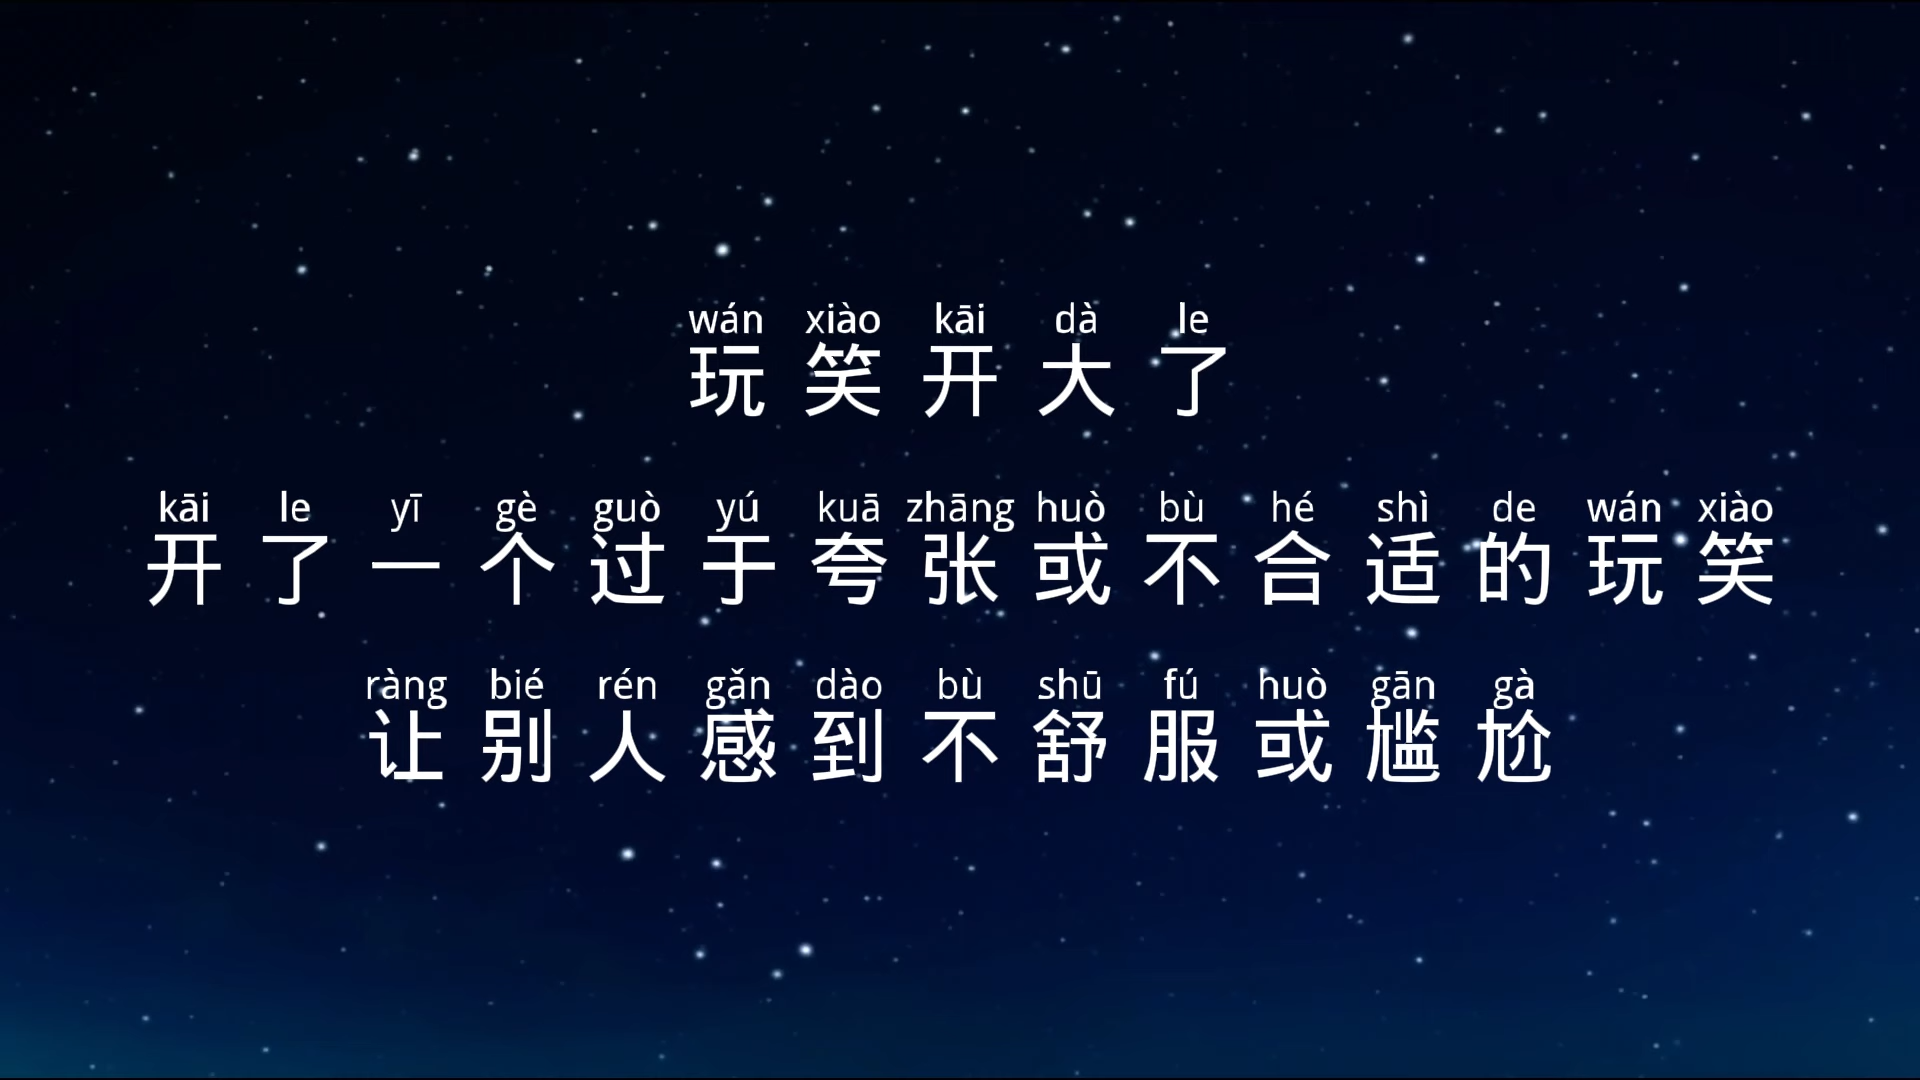 wán xiào kāi dà le
玩笑开大了
kāi le yī gè guò yú kuā zhāng huò bù hé shì de wán xiào
开了一个过于夸张或不合适的玩笑
ràng bié rén gǎn dào bù shū fú huò gān gà
让别人感到不舒服或尴尬